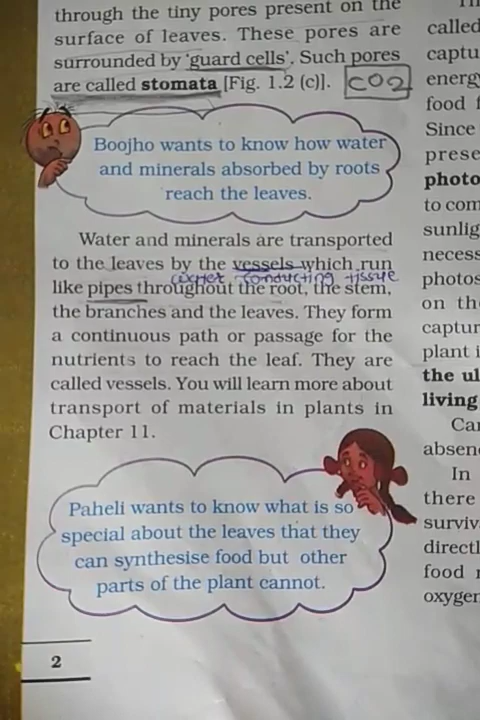 through the tiny pores present on the
surface of leaves. These pores are
surrounded by 'guard cells'. Such pores
are called stomata [Fig. 1.2 (c)]. CO2
Boojho wants to know how water
and minerals absorbed by roots
reach the leaves.
Water and minerals are transported
to the leaves by the vessels which run
water conducting tissue
like pipes throughout the root, the stem,
the branches and the leaves. They form
a continuous path or passage for the
nutrients to reach the leaf. They are
called vessels. You will learn more about
transport of materials in plants in
Chapter 11.
Paheli wants to know what is so
special about the leaves that they
can synthesise food but other
parts of the plant cannot.
2
called
captu
energy
food f
Since
prese
photo
to com
sunlig
necess
photos
on the
captur
plant i
the ul
living
Ca
absen
In
there
surviv
directl
food
oxygen